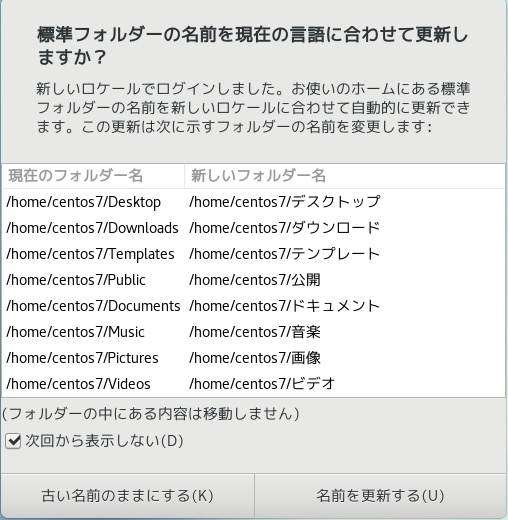 標準フォルダーの名前を現在の言語に合わせて更新し
ますか？
新しいロケールでログインしました。お使いのホームにある標準
フォルダーの名前を新しいロケールに合わせて自動的に更新でき
ます。この更新は次に示すフォルダーの名前を変更します:
現在のフォルダー名 新しいフォルダー名
/home/centos7/Desktop /home/centos7/デスクトップ
/home/centos7/Downloads /home/centos7/ダウンロード
/home/centos7/Templates /home/centos7/テンプレート
/home/centos7/Public /home/centos7/公開
/home/centos7/Documents /home/centos7/ドキュメント
/home/centos7/Music /home/centos7/音楽
/home/centos7/Pictures /home/centos7/画像
/home/centos7/Videos /home/centos7/ビデオ
(フォルダーの中にある内容は移動しません)
次回から表示しない(D)
古い名前のままにする(K) 名前を更新する(U)